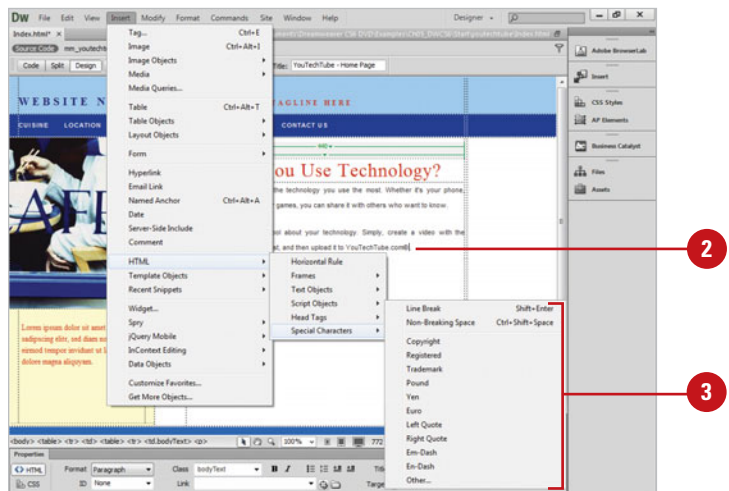 DW File Edit View Insert Modify Format Commands Site Window Help Designer
Index.html* ×
Source Code mm_youtechtu
Code Split Design Title: YouTechTube - Home Page
Tag... Ctrl+E
Image Ctrl+Alt+I
Image Objects
Media
Media Queries...
Table Ctrl+Alt+T
Table Objects
Layout Objects
Form
Hyperlink
Email Link
Named Anchor Ctrl+Alt+A
Date
Server-Side Include
Comment
HTML
Template Objects
Recent Snippets
Widget...
Spry
jQuery Mobile
InContext Editing
Data Objects
Customize Favorites...
Get More Objects...
WEBSITE N
AGLINE HERE
CUISINE LOCATION
CONTACT US
ou Use Technology?
the technology you use the most. Whether it's your phone,
games, you can share it with others who want to know.
ol about your technology. Simply, create a video with the
st, and then upload it to YouTechTube.com®
2
Horizontal Rule
Frames
Text Objects
Script Objects
Head Tags
Special Characters
Line Break Shift+Enter
Non-Breaking Space Ctrl+Shift+Space
Copyright
Registered
Trademark
Pound
Yen
Euro
Left Quote
Right Quote
Em-Dash
En-Dash
Other...
3
Lorem ipsum dolor sit amet
sadipscing elitr, sed diam no
eirmod tempor invidunt ut l
dolore magna aliquyam.
Adobe BrowserLab
Insert
CSS Styles
AP Elements
Business Catalyst
Files
Assets
<body> <table> <tr> <td> <table> <tr> <td.bodyText> <p> 100% 772
Properties
HTML Format Paragraph Class bodyText B I
CSS ID None Link Targe